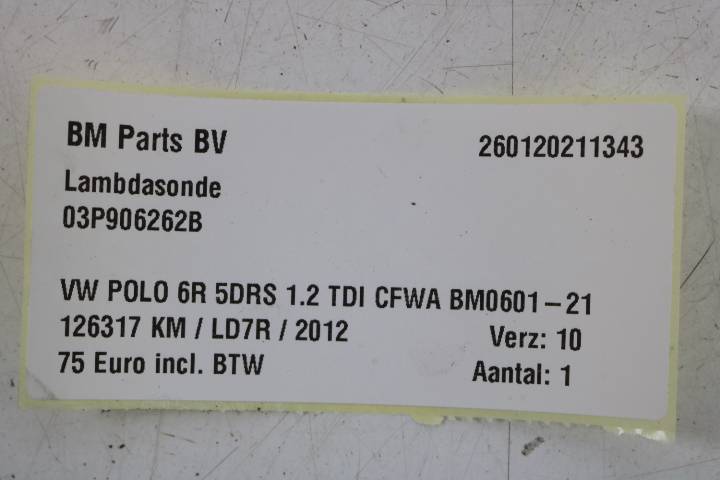 BM Parts BV 260120211343
Lambdasonde
03P906262B
VW POLO 6R 5DRS 1.2 TDI CFWA BM0601-21
126317 KM / LD7R / 2012 Verz: 10
75 Euro incl. BTW Aantal: 1